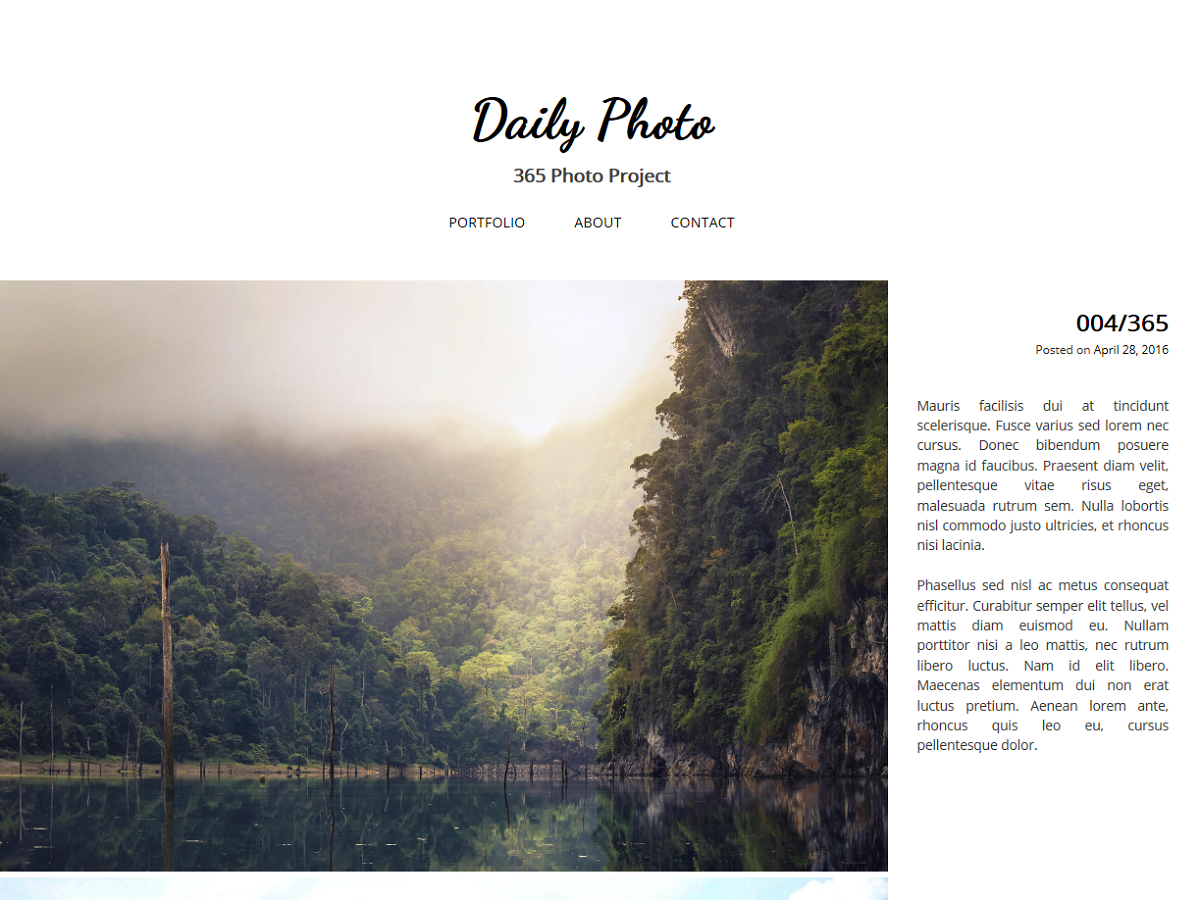 Daily Photo
365 Photo Project
PORTFOLIO ABOUT CONTACT
004/365
Posted on April 28, 2016
Mauris facilisis dui at tincidunt
scelerisque. Fusce varius sed lorem nec
cursus. Donec bibendum posuere
magna id faucibus. Praesent diam velit,
pellentesque vitae risus eget,
malesuada rutrum sem. Nulla lobortis
nisl commodo justo ultricies, et rhoncus
nisi lacinia.
Phasellus sed nisl ac metus consequat
efficitur. Curabitur semper elit tellus, vel
mattis diam euismod eu. Nullam
porttitor nisi a leo mattis, nec rutrum
libero luctus. Nam id elit libero.
Maecenas elementum dui non erat
luctus pretium. Aenean lorem ante,
rhoncus quis leo eu, cursus
pellentesque dolor.